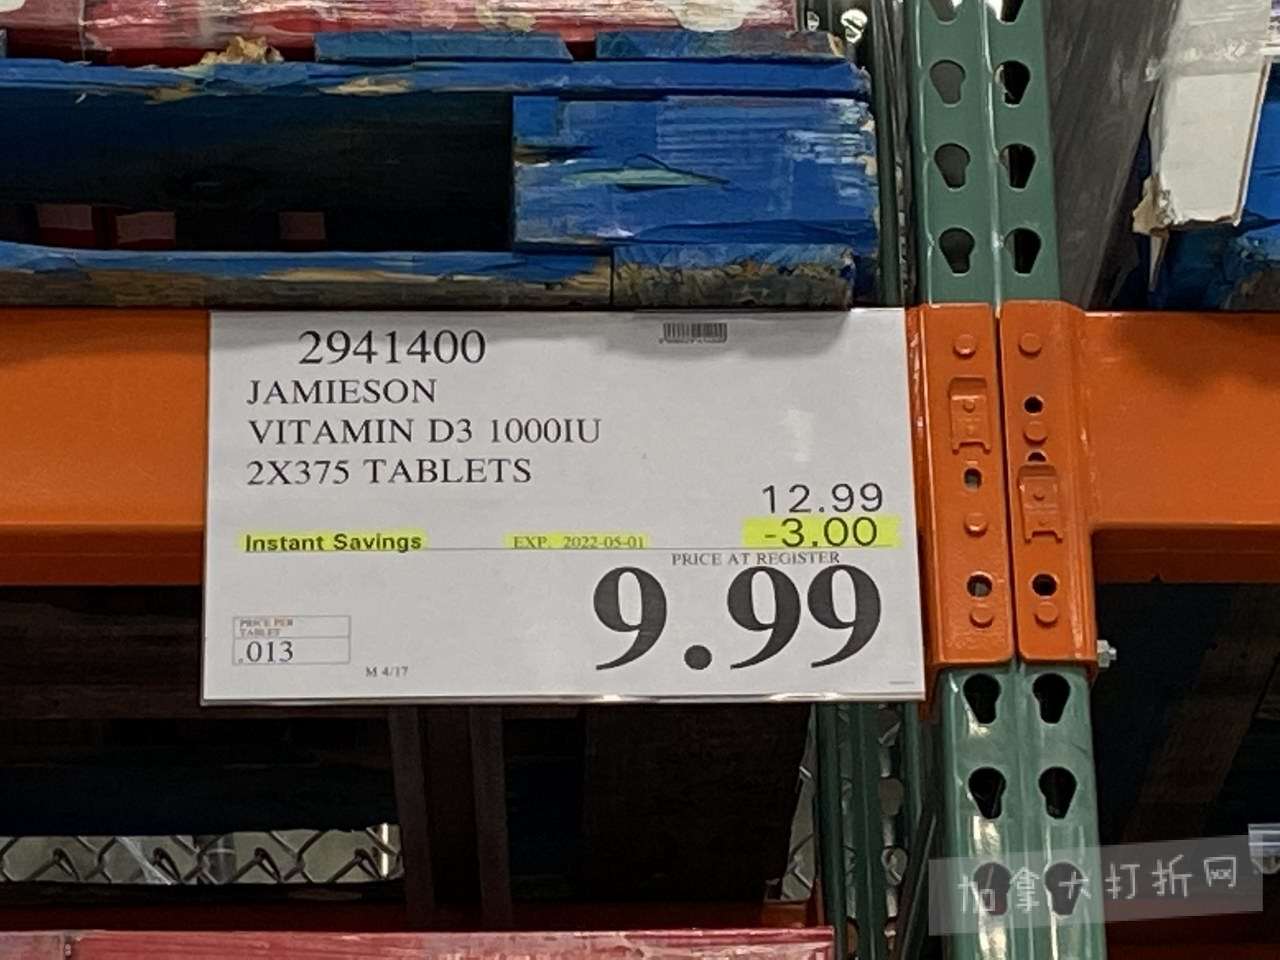 2941400
JAMIESON
VITAMIN D3 1000IU
2X375 TABLETS
12.99
Instant Savings EXP. 2022-05-01 -3.00
PRICE AT REGISTER
9.99
PRICE PER
TABLET
.013
M 4/17
加拿大打折网